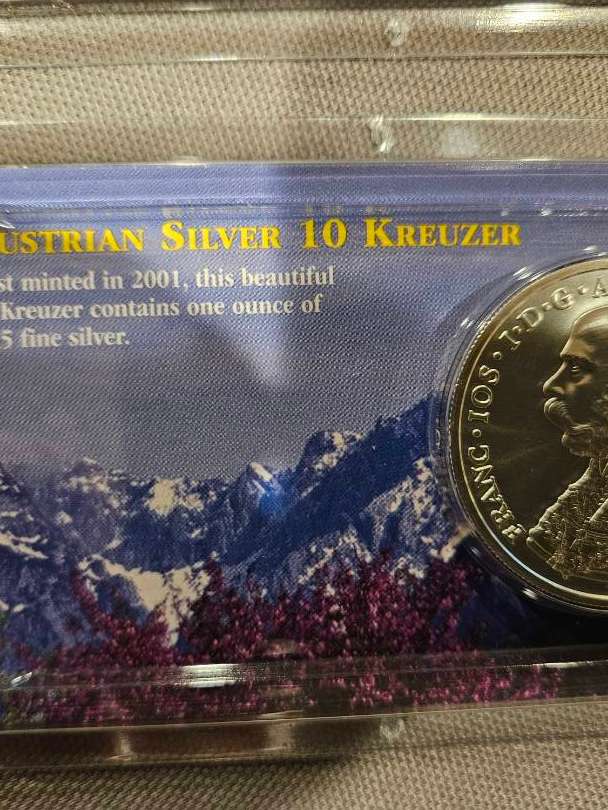 USTRIAN SILVER 10 KREUZER
st minted in 2001, this beautiful
Kreuzer contains one ounce of
5 fine silver.
FRANC · IOS · I · D · G · A